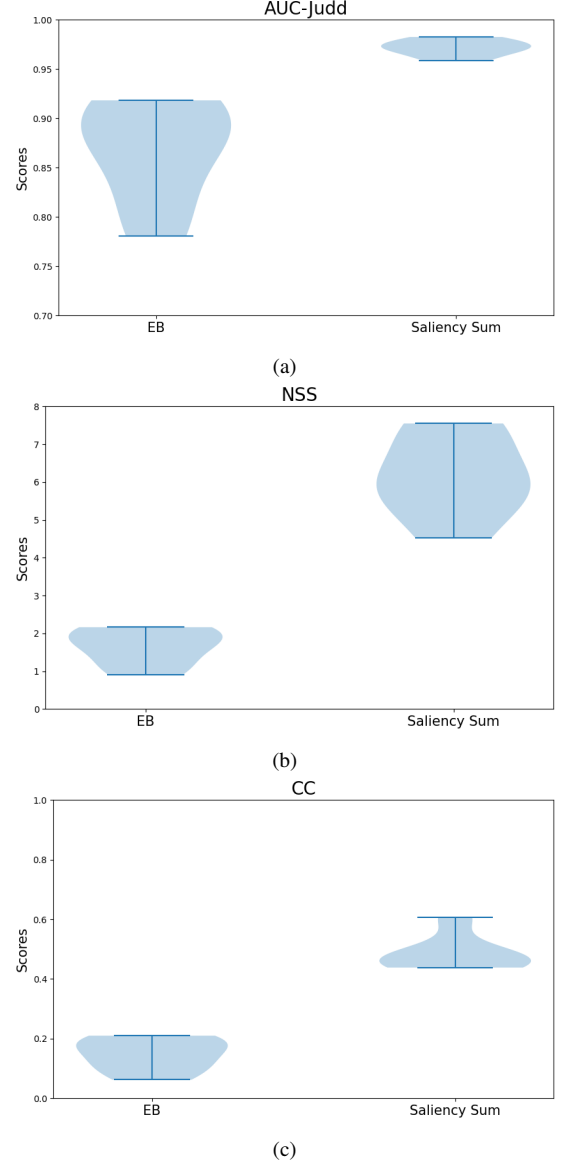 AUC-Judd
1.00
0.95
0.90
0.85
0.80
0.75
0.70
Scores
EB Saliency Sum
(a)
NSS
8
7
6
5
4
3
2
1
0
Scores
EB Saliency Sum
(b)
CC
1.0
0.8
0.6
0.4
0.2
0.0
Scores
EB Saliency Sum
(c)